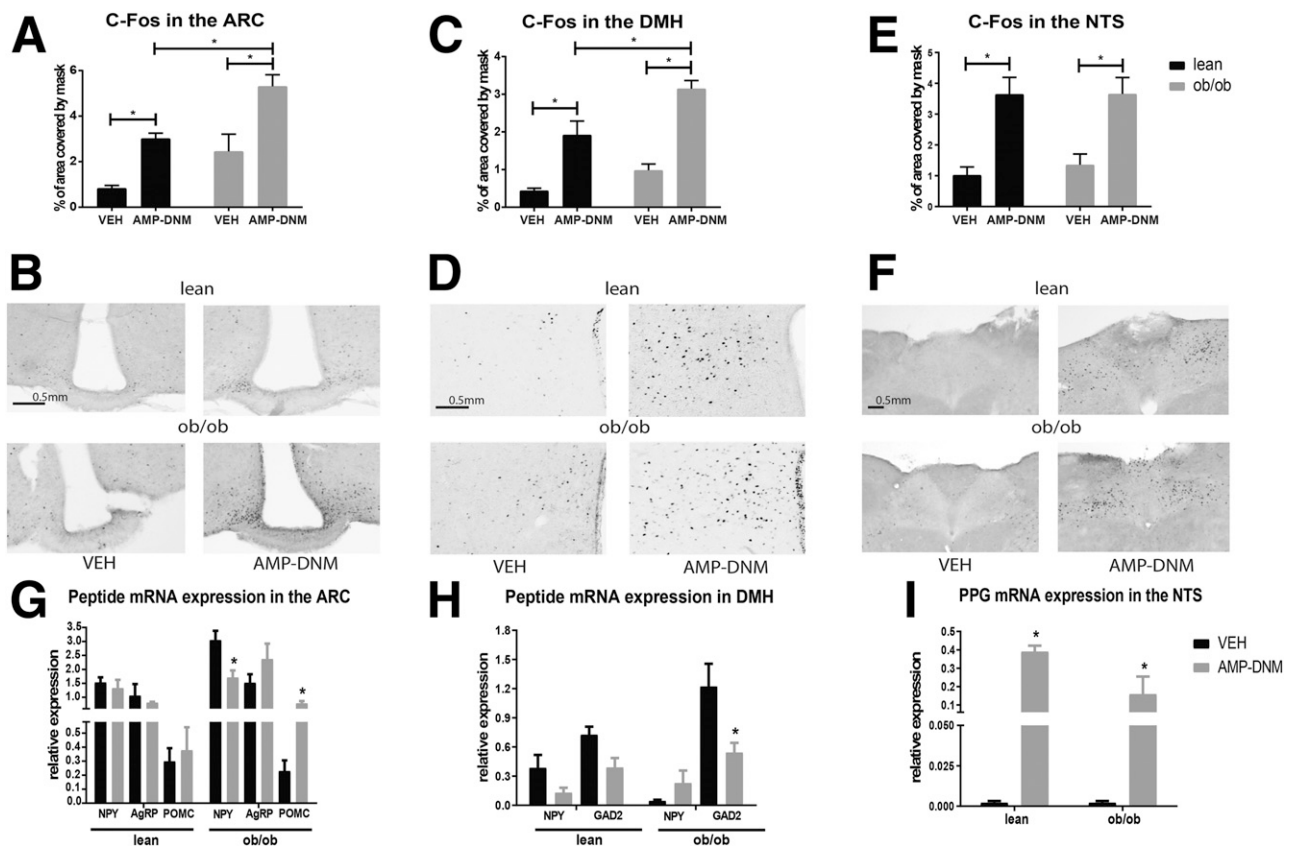 A
C-Fos in the ARC
% of area covered by mask
6
4
2
0
*
*
*
VEH
AMP-DNM
VEH
AMP-DNM
C
C-Fos in the DMH
% of area covered by mask
4
3
2
1
0
*
*
*
VEH
AMP-DNM
VEH
AMP-DNM
E
C-Fos in the NTS
% of area covered by mask
5
4
3
2
1
0
*
*
VEH
AMP-DNM
VEH
AMP-DNM
lean
ob/ob
B
lean
0.5mm
ob/ob
VEH
AMP-DNM
D
lean
0.5mm
ob/ob
VEH
AMP-DNM
F
lean
0.5mm
ob/ob
VEH
AMP-DNM
G
Peptide mRNA expression in the ARC
relative expression
3.5
3.0
2.5
2.0
1.5
1.0
0.5
0.4
0.3
0.2
0.1
0.0
*
*
NPY
AgRP
POMC
NPY
AgRP
POMC
lean
ob/ob
H
Peptide mRNA expression in DMH
relative expression
1.8
1.5
1.2
0.9
0.6
0.3
0.0
*
NPY
GAD2
NPY
GAD2
lean
ob/ob
I
PPG mRNA expression in the NTS
relative expression
0.5
0.4
0.3
0.2
0.1
0.050
0.025
0.000
*
*
lean
ob/ob
VEH
AMP-DNM